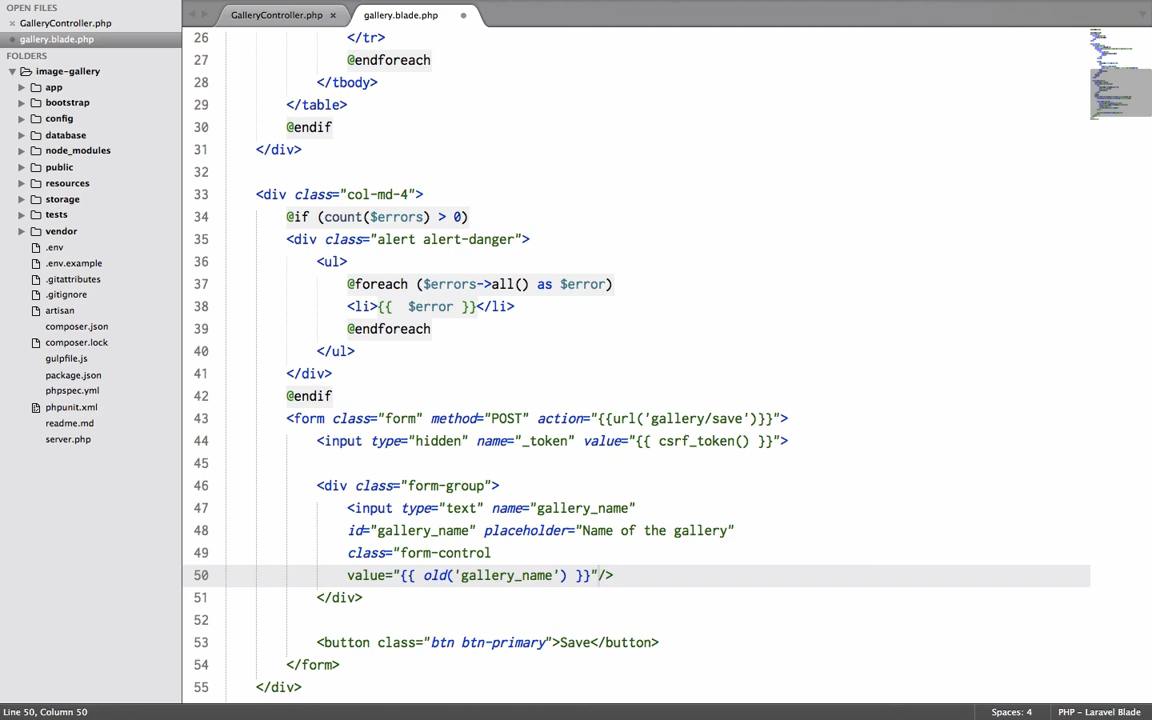 OPEN FILES
× GalleryController.php
gallery.blade.php
FOLDERS
image-gallery
app
bootstrap
config
database
node_modules
public
resources
storage
tests
vendor
.env
.env.example
.gitattributes
.gitignore
artisan
composer.json
composer.lock
gulpfile.js
package.json
phpspec.yml
phpunit.xml
readme.md
server.php
GalleryController.php ×
gallery.blade.php
26 </tr>
27 @endforeach
28 </tbody>
29 </table>
30 @endif
31 </div>
32
33 <div class="col-md-4">
34 @if (count($errors) > 0)
35 <div class="alert alert-danger">
36 <ul>
37 @foreach ($errors->all() as $error)
38 <li>{{  $error }}</li>
39 @endforeach
40 </ul>
41 </div>
42 @endif
43 <form class="form" method="POST" action="{{url('gallery/save')}}">
44 <input type="hidden" name="_token" value="{{ csrf_token() }}">
45
46 <div class="form-group">
47 <input type="text" name="gallery_name"
48 id="gallery_name" placeholder="Name of the gallery"
49 class="form-control
50 value="{{ old('gallery_name') }}"/>
51 </div>
52
53 <button class="btn btn-primary">Save</button>
54 </form>
55 </div>
Line 50, Column 50
Spaces: 4
PHP - Laravel Blade